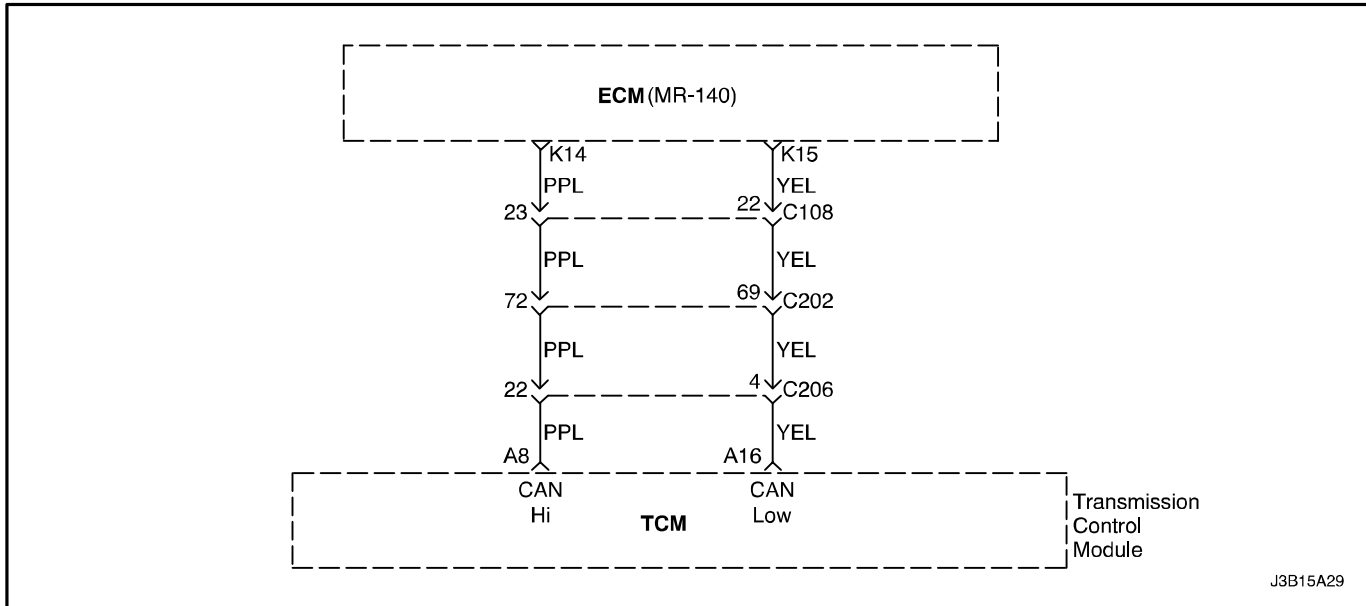 ECM (MR-140)
K14 K15
PPL YEL
23 22 C108
PPL YEL
72 69 C202
PPL YEL
22 4 C206
PPL YEL
A8 A16
CAN CAN
Hi TCM Low
Transmission
Control
Module
J3B15A29